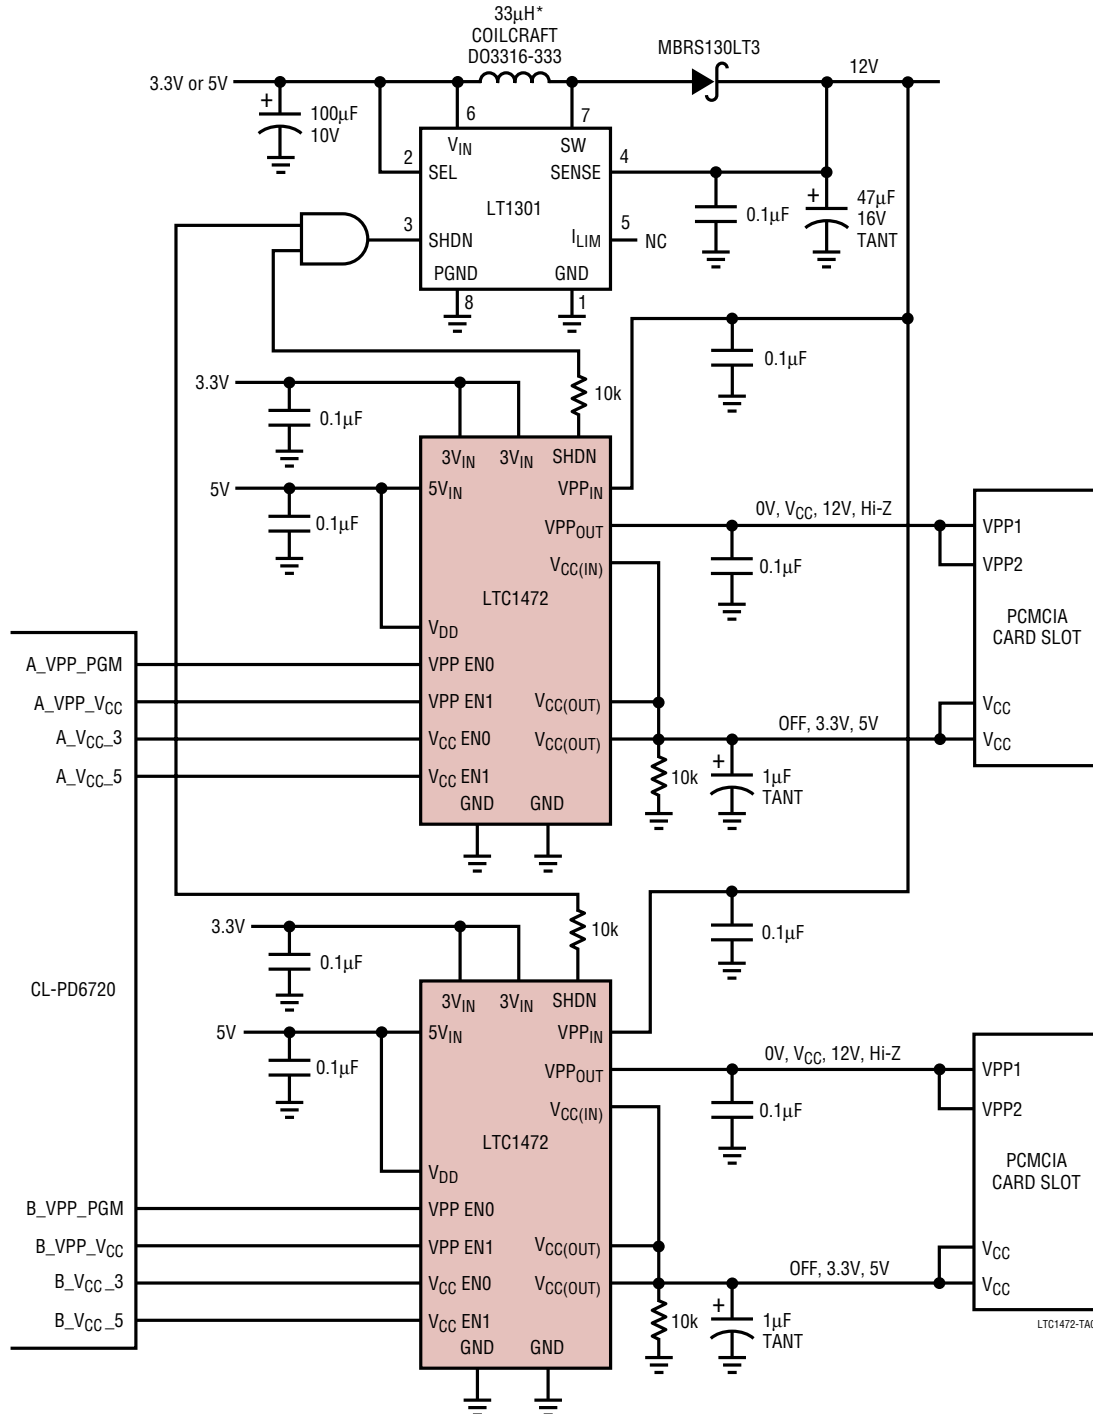 33µH*
COILCRAFT
DO3316-333
MBRS130LT3
3.3V or 5V
12V
+
100µF
10V
6
7
VIN
SW
2
SEL
SENSE
4
LT1301
+
47µF
16V
TANT
0.1µF
3
SHDN
ILIM
5
NC
PGND
GND
8
1
0.1µF
3.3V
10k
0.1µF
3VIN
3VIN
SHDN
5V
5VIN
VPPIN
0.1µF
0V, VCC, 12V, Hi-Z
VPPOUT
VPP1
0.1µF
VCC(IN)
VPP2
LTC1472
PCMCIA
CARD SLOT
VDD
A_VPP_PGM
VPP EN0
A_VPP_VCC
VPP EN1
VCC(OUT)
VCC
A_VCC_3
VCC EN0
VCC(OUT)
OFF, 3.3V, 5V
VCC
A_VCC_5
VCC EN1
10k
+
1µF
TANT
GND
GND
3.3V
10k
0.1µF
0.1µF
CL-PD6720
3VIN
3VIN
SHDN
5V
5VIN
VPPIN
0.1µF
0V, VCC, 12V, Hi-Z
VPPOUT
VPP1
0.1µF
VCC(IN)
VPP2
LTC1472
PCMCIA
CARD SLOT
VDD
B_VPP_PGM
VPP EN0
B_VPP_VCC
VPP EN1
VCC(OUT)
VCC
B_VCC_3
VCC EN0
VCC(OUT)
OFF, 3.3V, 5V
VCC
B_VCC_5
VCC EN1
10k
+
1µF
TANT
GND
GND